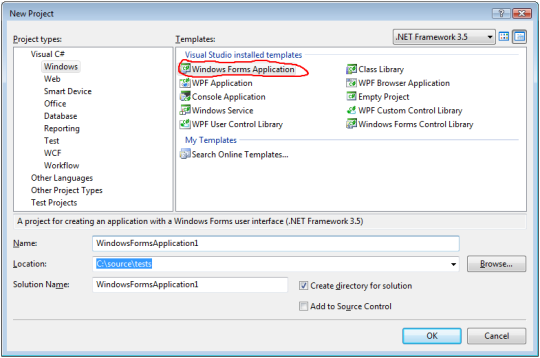 New Project
Project types:
Templates:
.NET Framework 3.5
Visual C#
Windows
Web
Smart Device
Office
Database
Reporting
Test
WCF
Workflow
Other Languages
Other Project Types
Test Projects
Visual Studio installed templates
Windows Forms Application
Class Library
WPF Application
WPF Browser Application
Console Application
Empty Project
Windows Service
WPF Custom Control Library
WPF User Control Library
Windows Forms Control Library
My Templates
Search Online Templates...
A project for creating an application with a Windows Forms user interface (.NET Framework 3.5)
Name:
WindowsFormsApplication1
Location:
C:\source\tests
Browse...
Solution Name:
WindowsFormsApplication1
Create directory for solution
Add to Source Control
OK
Cancel